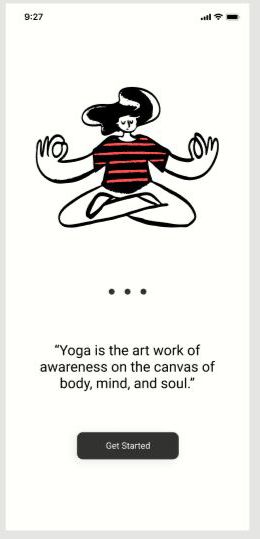 9:27
“Yoga is the art work of
awareness on the canvas of
body, mind, and soul.”
Get Started